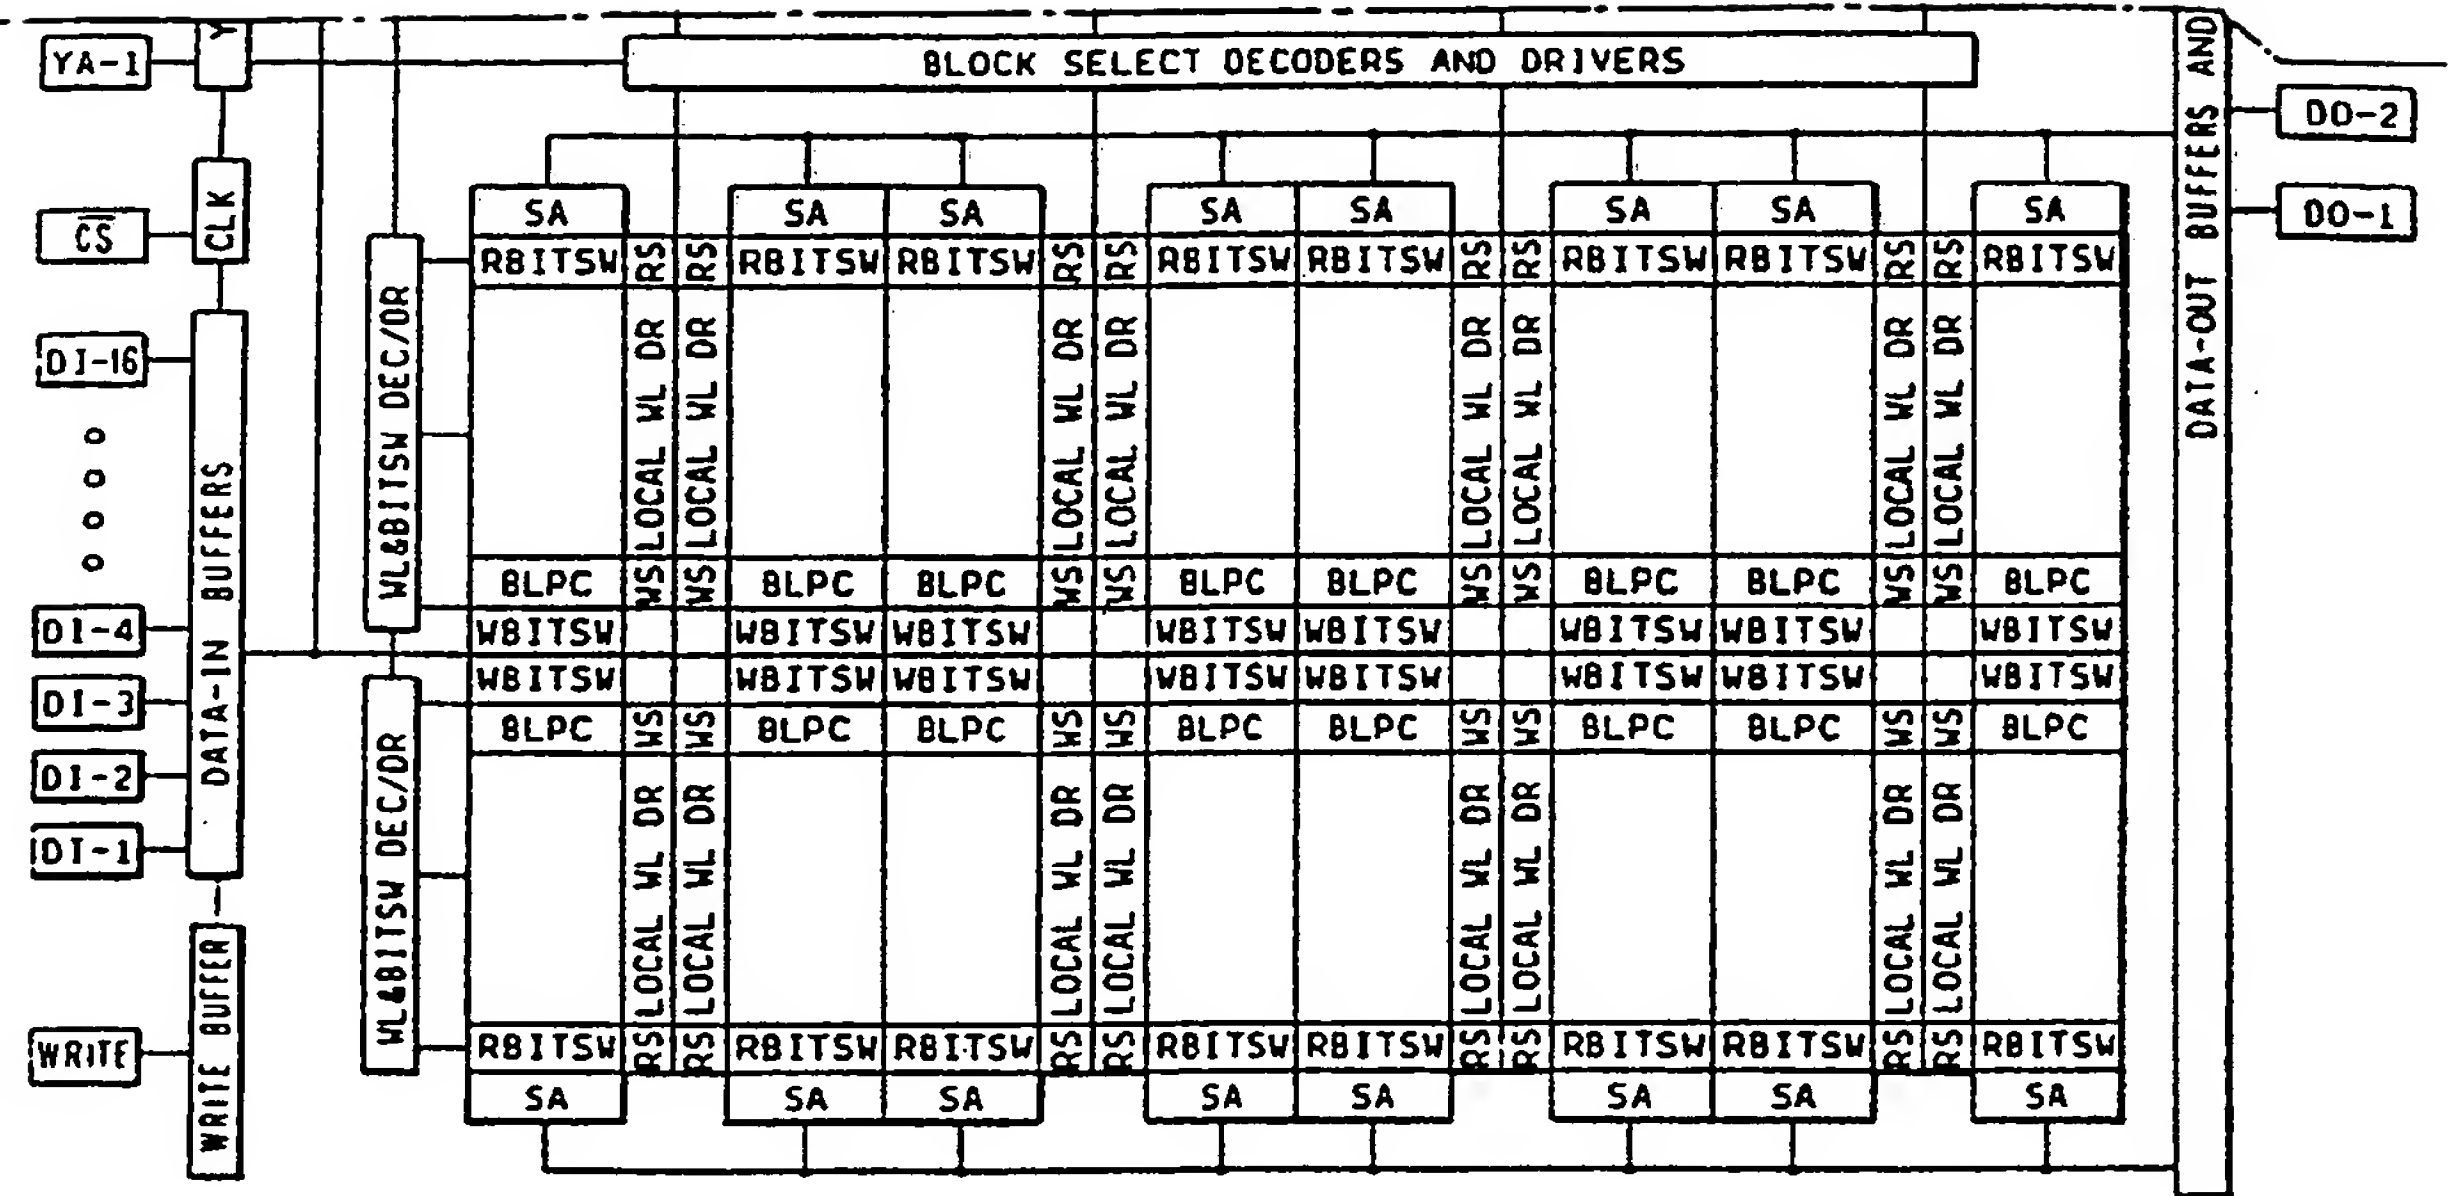 Y
YA-1
BLOCK SELECT DECODERS AND DRIVERS
DATA-OUT BUFFERS AND
DO-2
DO-1
CLK
CS
SA SA SA SA SA SA SA SA
RBITSW RS RS RBITSW RBITSW RS RS RBITSW RBITSW RS RS RBITSW RBITSW RS RS RBITSW
WL&BITSW DEC/DR
LOCAL WL DR LOCAL WL DR LOCAL WL DR LOCAL WL DR LOCAL WL DR LOCAL WL DR LOCAL WL DR LOCAL WL DR
DI-16
DATA-IN BUFFERS
BLPC WS WS BLPC BLPC WS WS BLPC BLPC WS WS BLPC BLPC WS WS BLPC
DI-4
WBITSW WBITSW WBITSW WBITSW WBITSW WBITSW WBITSW WBITSW
WBITSW WBITSW WBITSW WBITSW WBITSW WBITSW WBITSW WBITSW
DI-3
BLPC WS WS BLPC BLPC WS WS BLPC BLPC WS WS BLPC BLPC WS WS BLPC
DI-2
DI-1
WL&BITSW DEC/DR
LOCAL WL DR LOCAL WL DR LOCAL WL DR LOCAL WL DR LOCAL WL DR LOCAL WL DR LOCAL WL DR LOCAL WL DR
WRITE
WRITE BUFFER
RBITSW RS RS RBITSW RBITSW RS RS RBITSW RBITSW RS RS RBITSW RBITSW RS RS RBITSW
SA SA SA SA SA SA SA SA